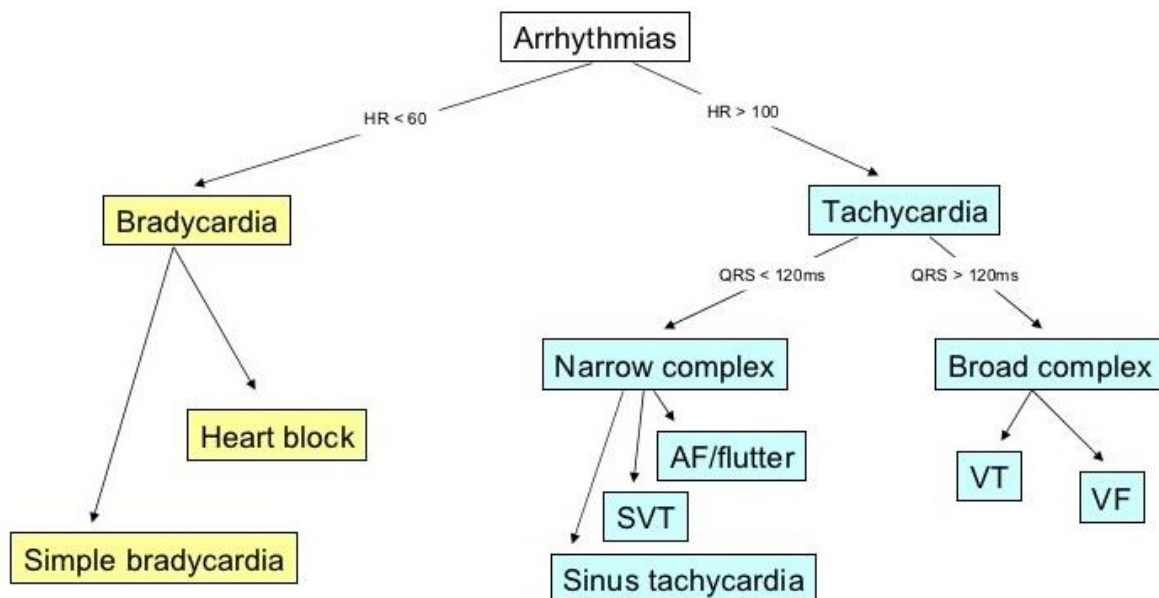 Arrhythmias
HR < 60
HR > 100
Bradycardia
Tachycardia
QRS < 120ms
QRS > 120ms
Narrow complex
Broad complex
Heart block
AF/flutter
VT
VF
SVT
Simple bradycardia
Sinus tachycardia